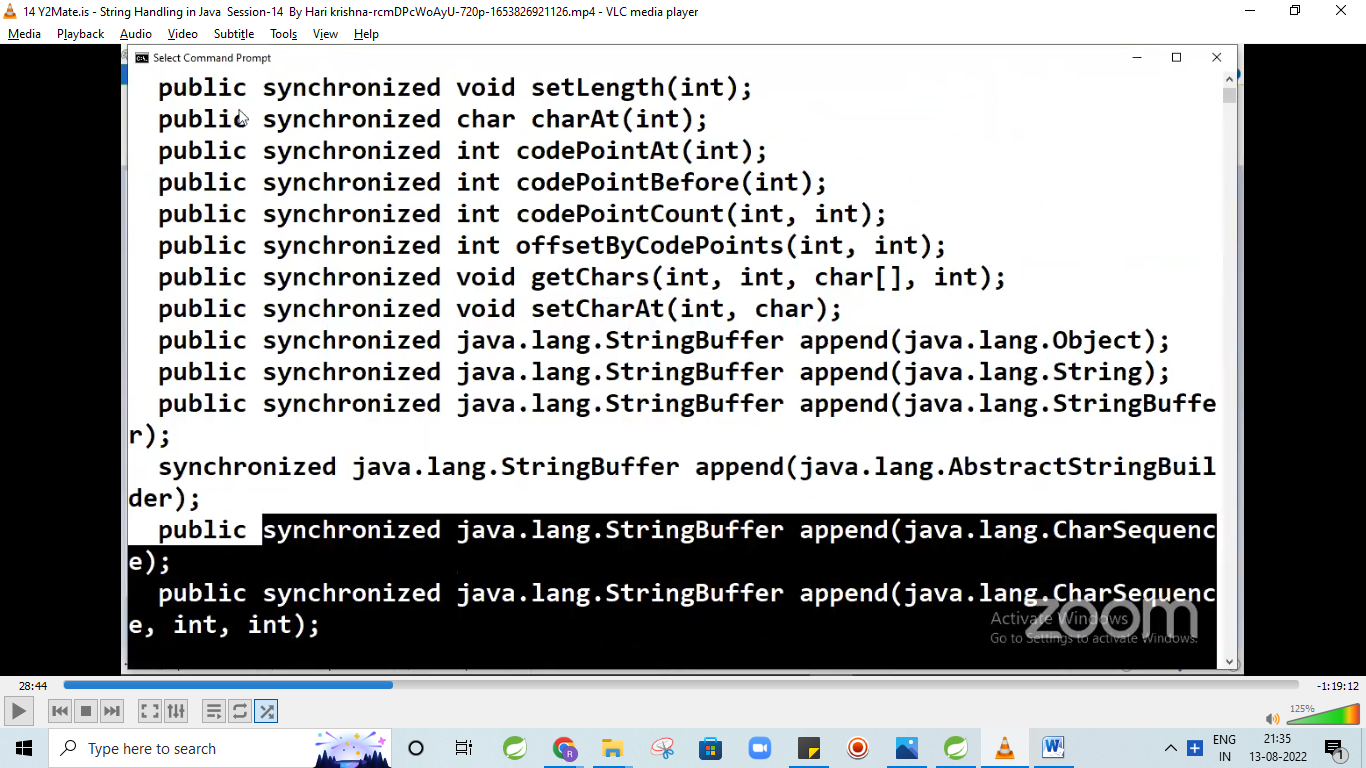 14 Y2Mate.is - String Handling in Java  Session-14  By Hari krishna-rcmDPcWoAyU-720p-1653826921126.mp4 - VLC media player
Media Playback Audio Video Subtitle Tools View Help
Select Command Prompt
public synchronized void setLength(int);
public synchronized char charAt(int);
public synchronized int codePointAt(int);
public synchronized int codePointBefore(int);
public synchronized int codePointCount(int, int);
public synchronized int offsetByCodePoints(int, int);
public synchronized void getChars(int, int, char[], int);
public synchronized void setCharAt(int, char);
public synchronized java.lang.StringBuffer append(java.lang.Object);
public synchronized java.lang.StringBuffer append(java.lang.String);
public synchronized java.lang.StringBuffer append(java.lang.StringBuffe
r);
synchronized java.lang.StringBuffer append(java.lang.AbstractStringBuil
der);
public synchronized java.lang.StringBuffer append(java.lang.CharSequenc
e);
public synchronized java.lang.StringBuffer append(java.lang.CharSequenc
e, int, int);
zoom
Activate Windows
Go to Settings to activate Windows.
28:44
-1:19:12
125%
Type here to search
R
W
ENG
IN
21:35
13-08-2022
1